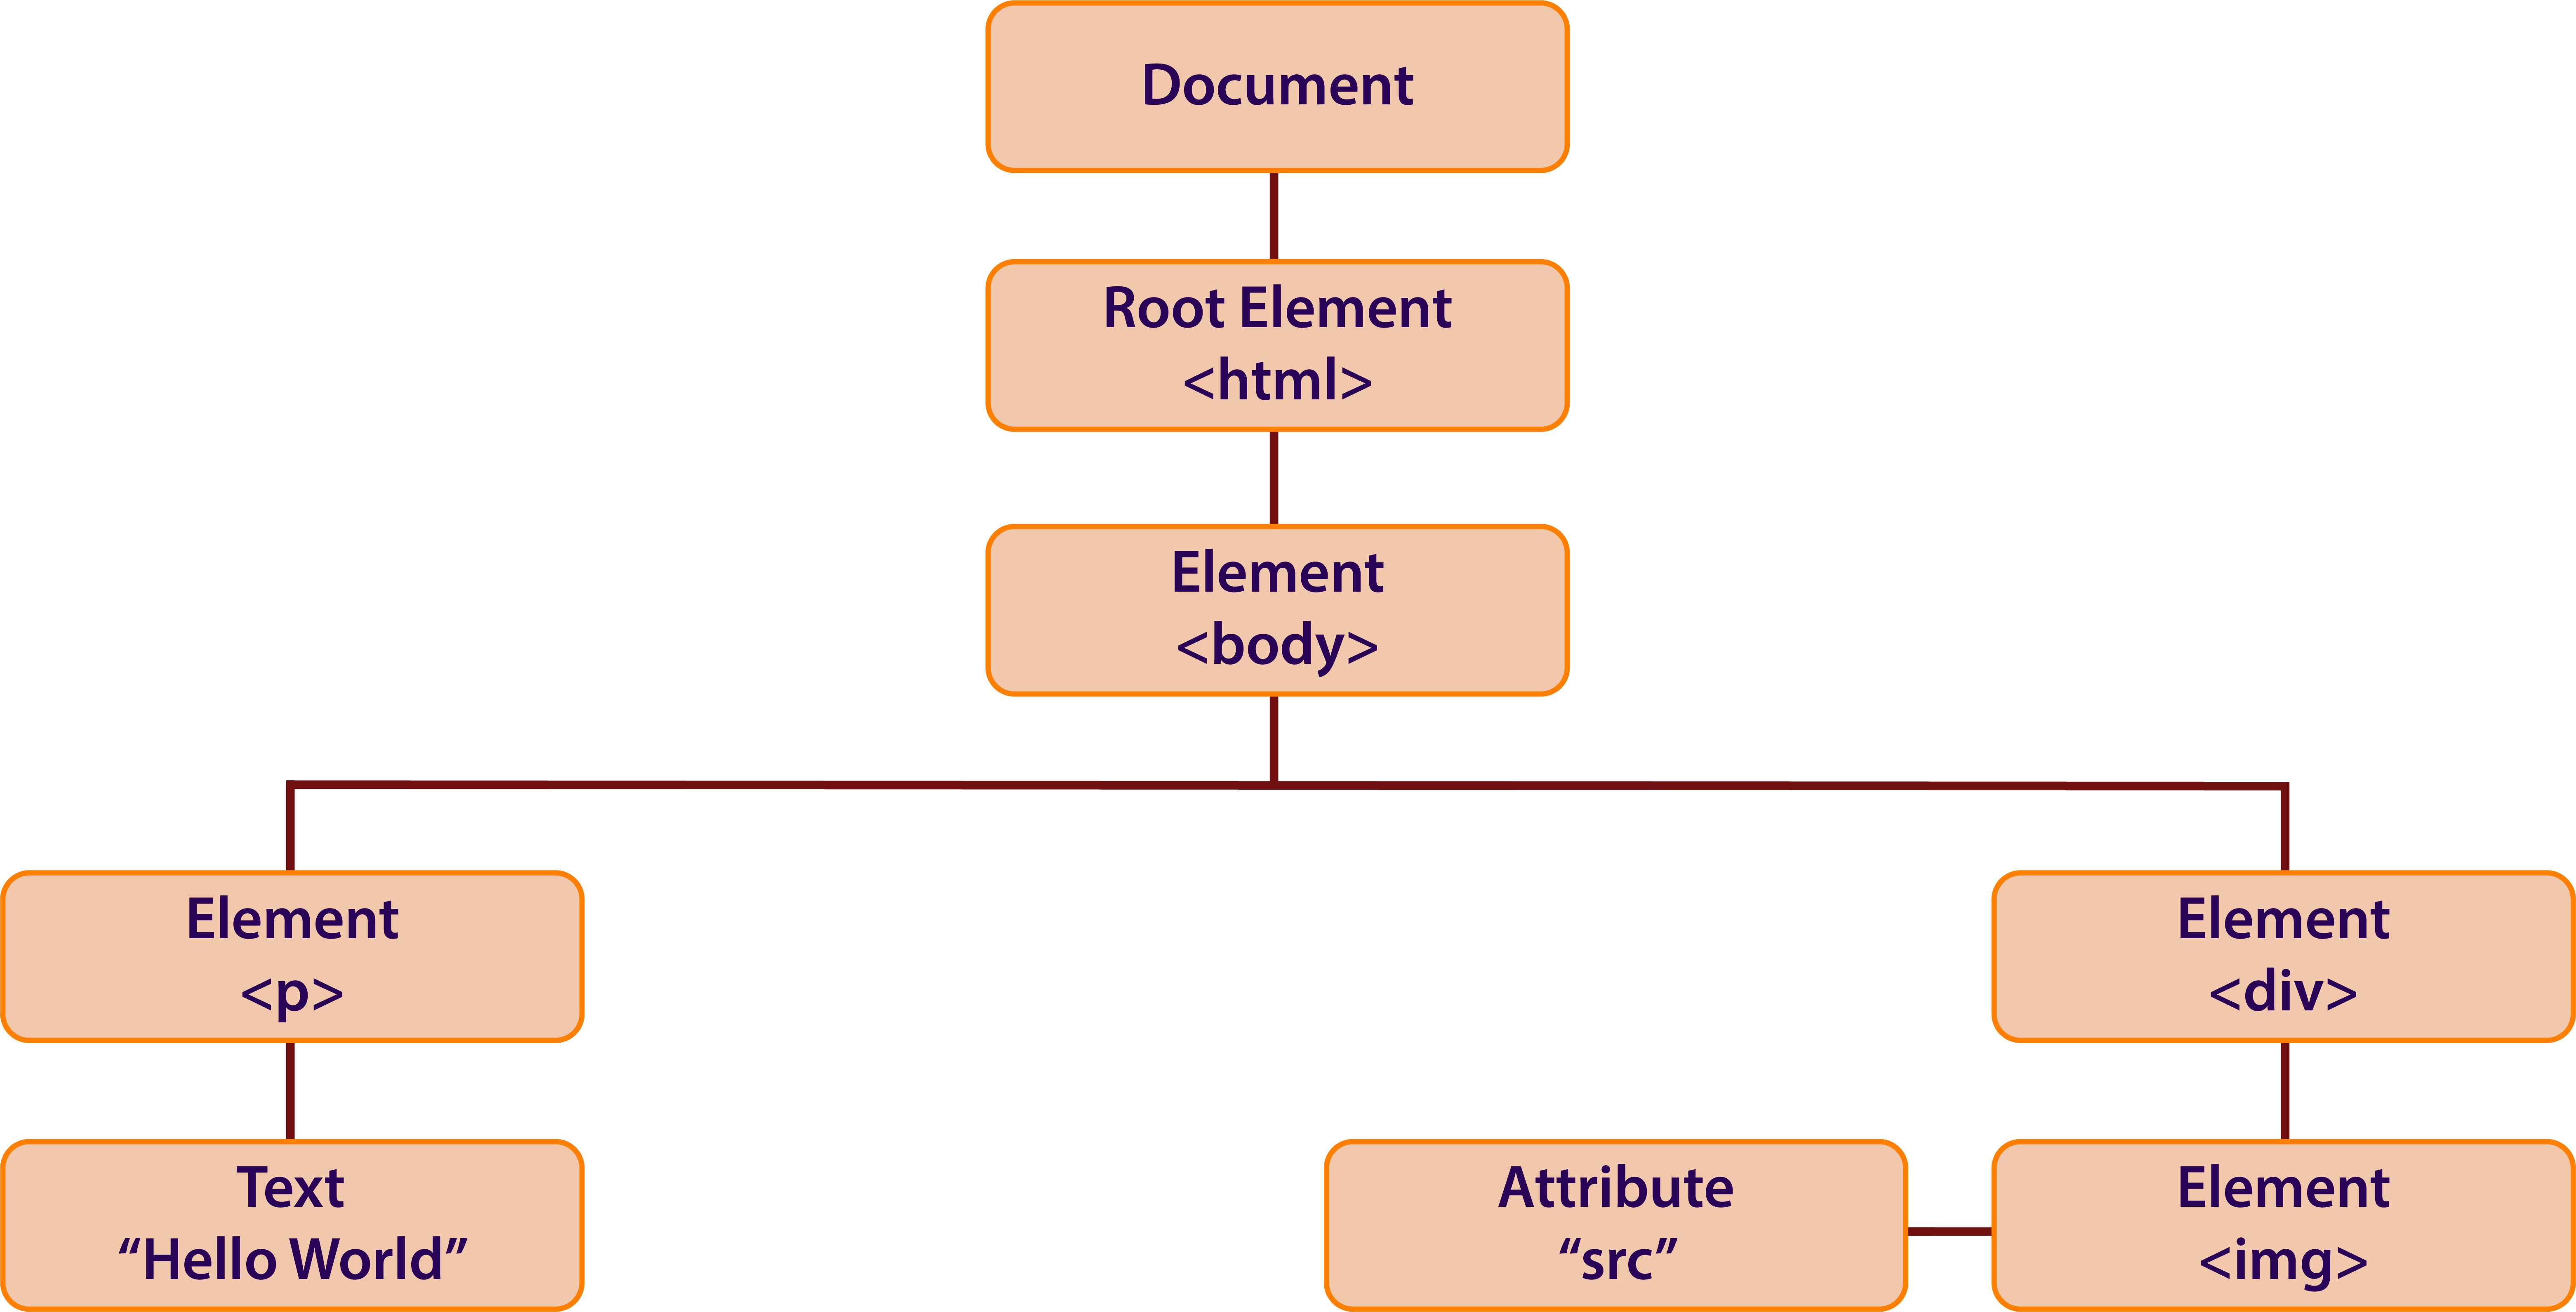 Document
Root Element
<html>
Element
<body>
Element
<p>
Element
<div>
Text
“Hello World”
Attribute
“src”
Element
<img>